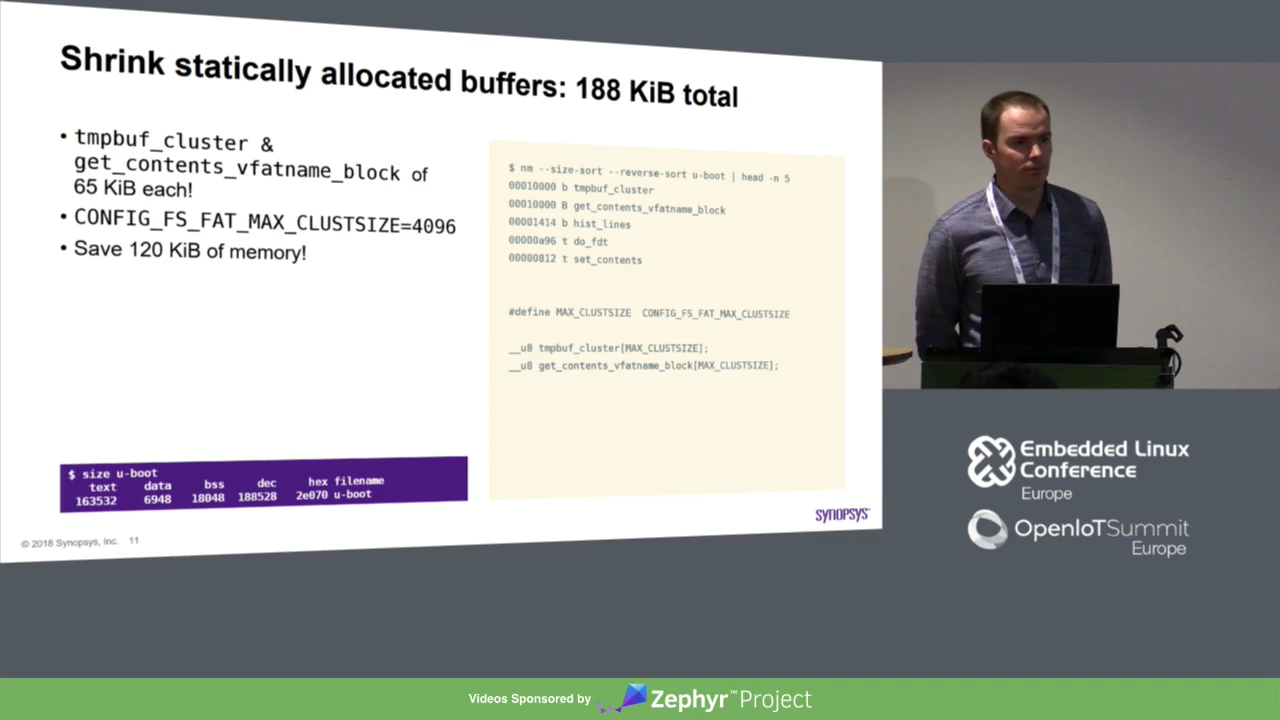 Shrink statically allocated buffers: 188 KiB total
• tmpbuf_cluster &
get_contents_vfatname_block of
65 KiB each!
• CONFIG_FS_FAT_MAX_CLUSTSIZE=4096
• Save 120 KiB of memory!
$ nm --size-sort --reverse-sort u-boot | head -n 5
00010000 b tmpbuf_cluster
00010000 B get_contents_vfatname_block
00001414 b hist_lines
00000a96 t do_fdt
00000812 t set_contents
#define MAX_CLUSTSIZE CONFIG_FS_FAT_MAX_CLUSTSIZE
__u8 tmpbuf_cluster[MAX_CLUSTSIZE];
__u8 get_contents_vfatname_block[MAX_CLUSTSIZE];
$ size u-boot
text data bss dec hex filename
163532 6948 18048 188528 2e070 u-boot
SYNOPSYS®
© 2018 Synopsys, Inc. 11
Embedded Linux
Conference
Europe
OpenIoTSummit
Europe
Videos Sponsored by Zephyr™Project